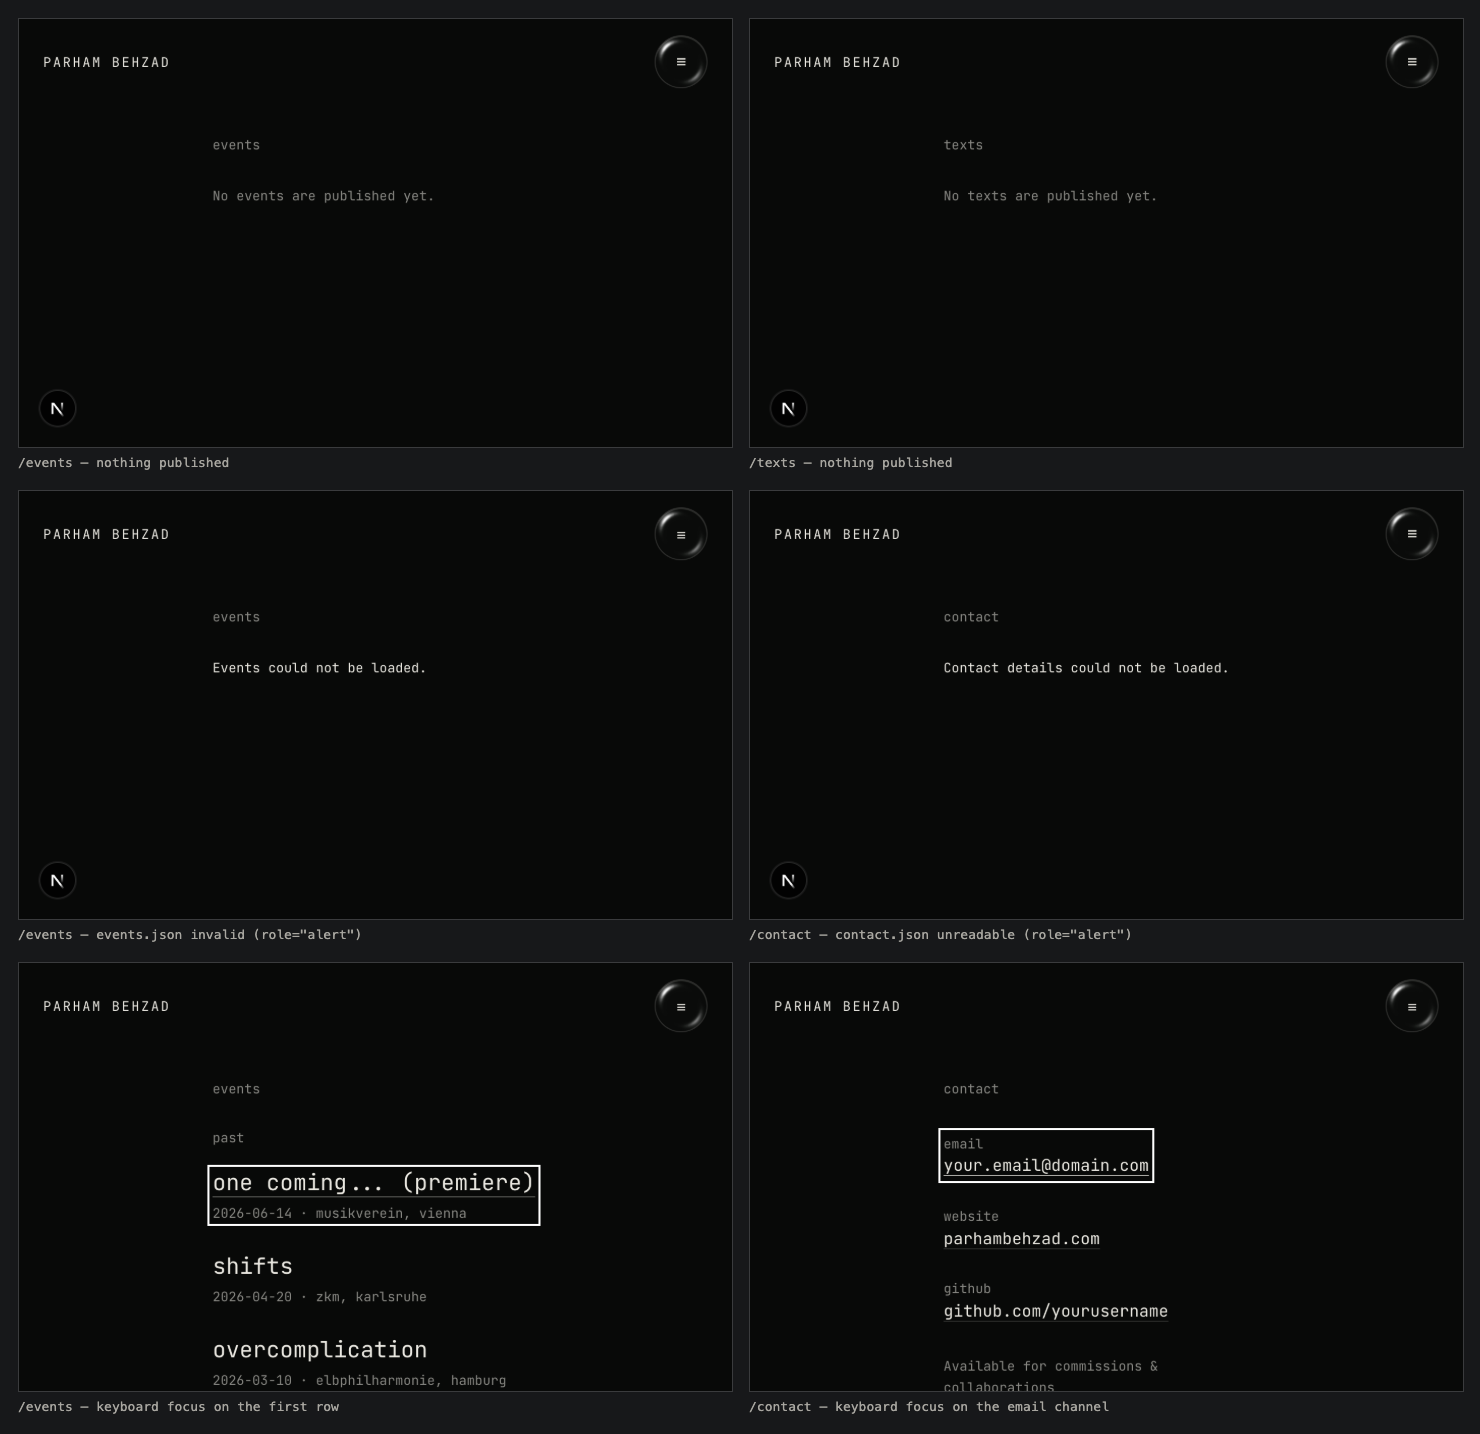 PARHAM BEHZAD
≡
events
No events are published yet.
N
/events — nothing published
PARHAM BEHZAD
≡
texts
No texts are published yet.
N
/texts — nothing published
PARHAM BEHZAD
≡
events
Events could not be loaded.
N
/events — events.json invalid (role="alert")
PARHAM BEHZAD
≡
contact
Contact details could not be loaded.
N
/contact — contact.json unreadable (role="alert")
PARHAM BEHZAD
≡
events
past
one coming... (premiere)
2026-06-14 · musikverein, vienna
shifts
2026-04-20 · zkm, karlsruhe
overcomplication
2026-03-10 · elbphilharmonie, hamburg
/events — keyboard focus on the first row
PARHAM BEHZAD
≡
contact
email
your.email@domain.com
website
parhambehzad.com
github
github.com/yourusername
Available for commissions &
collaborations
/contact — keyboard focus on the email channel